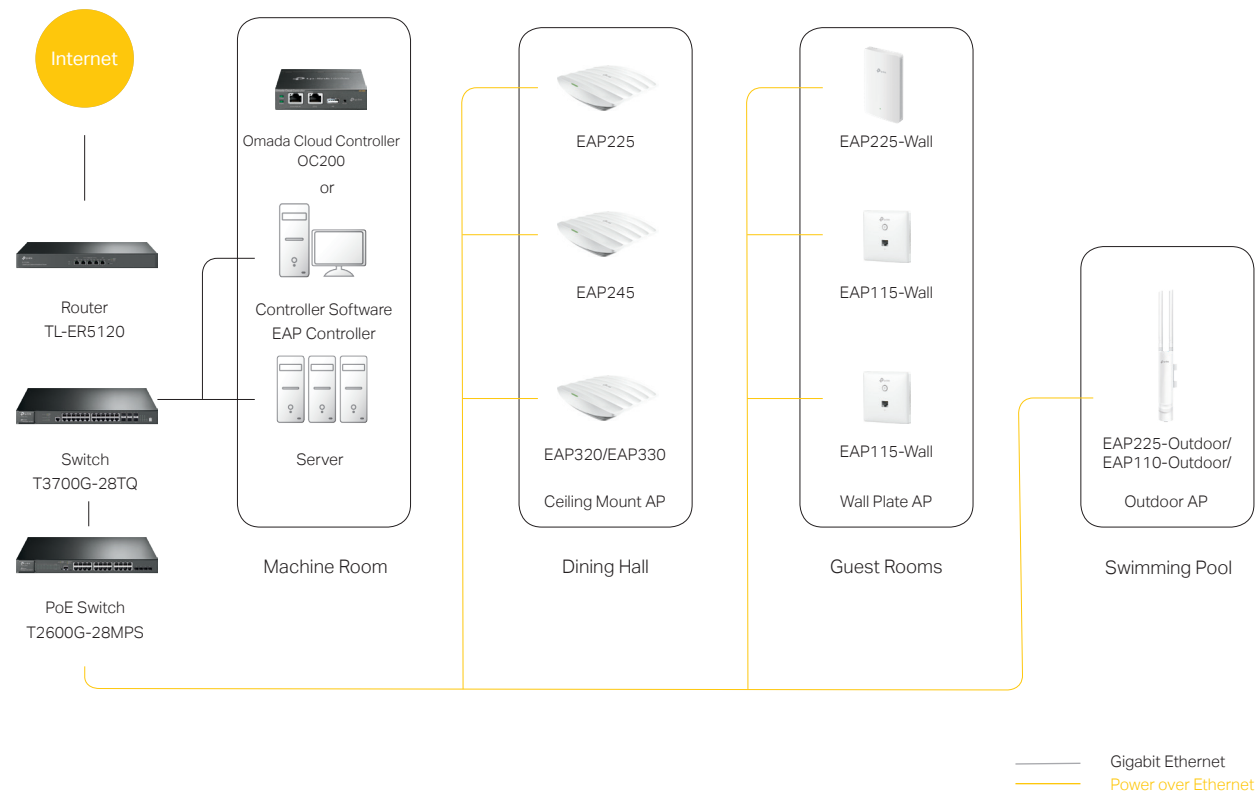 Internet
Router
TL-ER5120
Switch
T3700G-28TQ
PoE Switch
T2600G-28MPS
Omada Cloud Controller
OC200
or
Controller Software
EAP Controller
Server
Machine Room
EAP225
EAP245
EAP320/EAP330
Ceiling Mount AP
Dining Hall
EAP225-Wall
EAP115-Wall
EAP115-Wall
Wall Plate AP
Guest Rooms
EAP225-Outdoor/
EAP110-Outdoor/
Outdoor AP
Swimming Pool
Gigabit Ethernet
Power over Ethernet